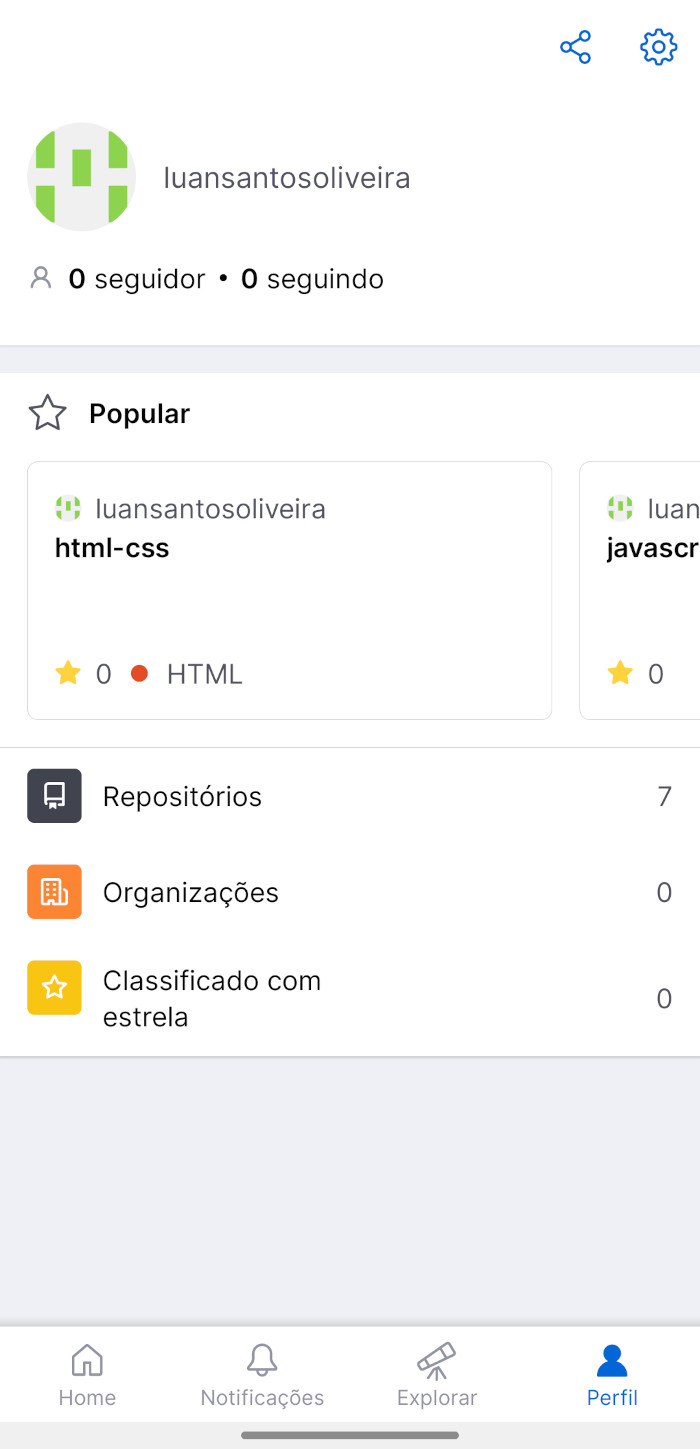 luansantosoliveira
0 seguidor • 0 seguindo
Popular
luansantosoliveira
html-css
0 HTML
luan
javascr
0
Repositórios 7
Organizações 0
Classificado com
estrela
0
Home Notificações Explorar Perfil